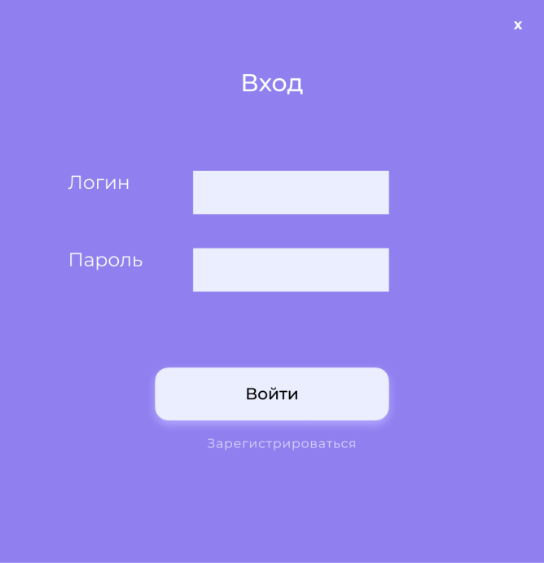 x
Вход
Логин
Пароль
Войти
Зарегистрироваться